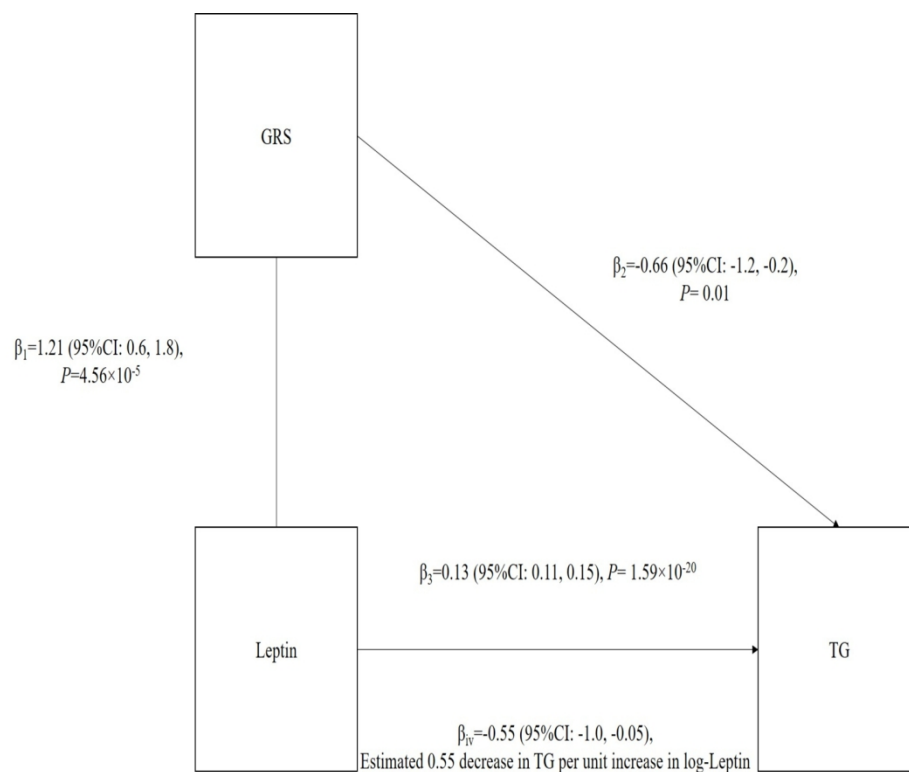 GRS
β₂=-0.66 (95%CI: -1.2, -0.2),
P= 0.01
β₁=1.21 (95%CI: 0.6, 1.8),
P=4.56×10⁻⁵
β₃=0.13 (95%CI: 0.11, 0.15), P= 1.59×10⁻²⁰
Leptin
TG
βᵢᵥ=-0.55 (95%CI: -1.0, -0.05),
Estimated 0.55 decrease in TG per unit increase in log-Leptin